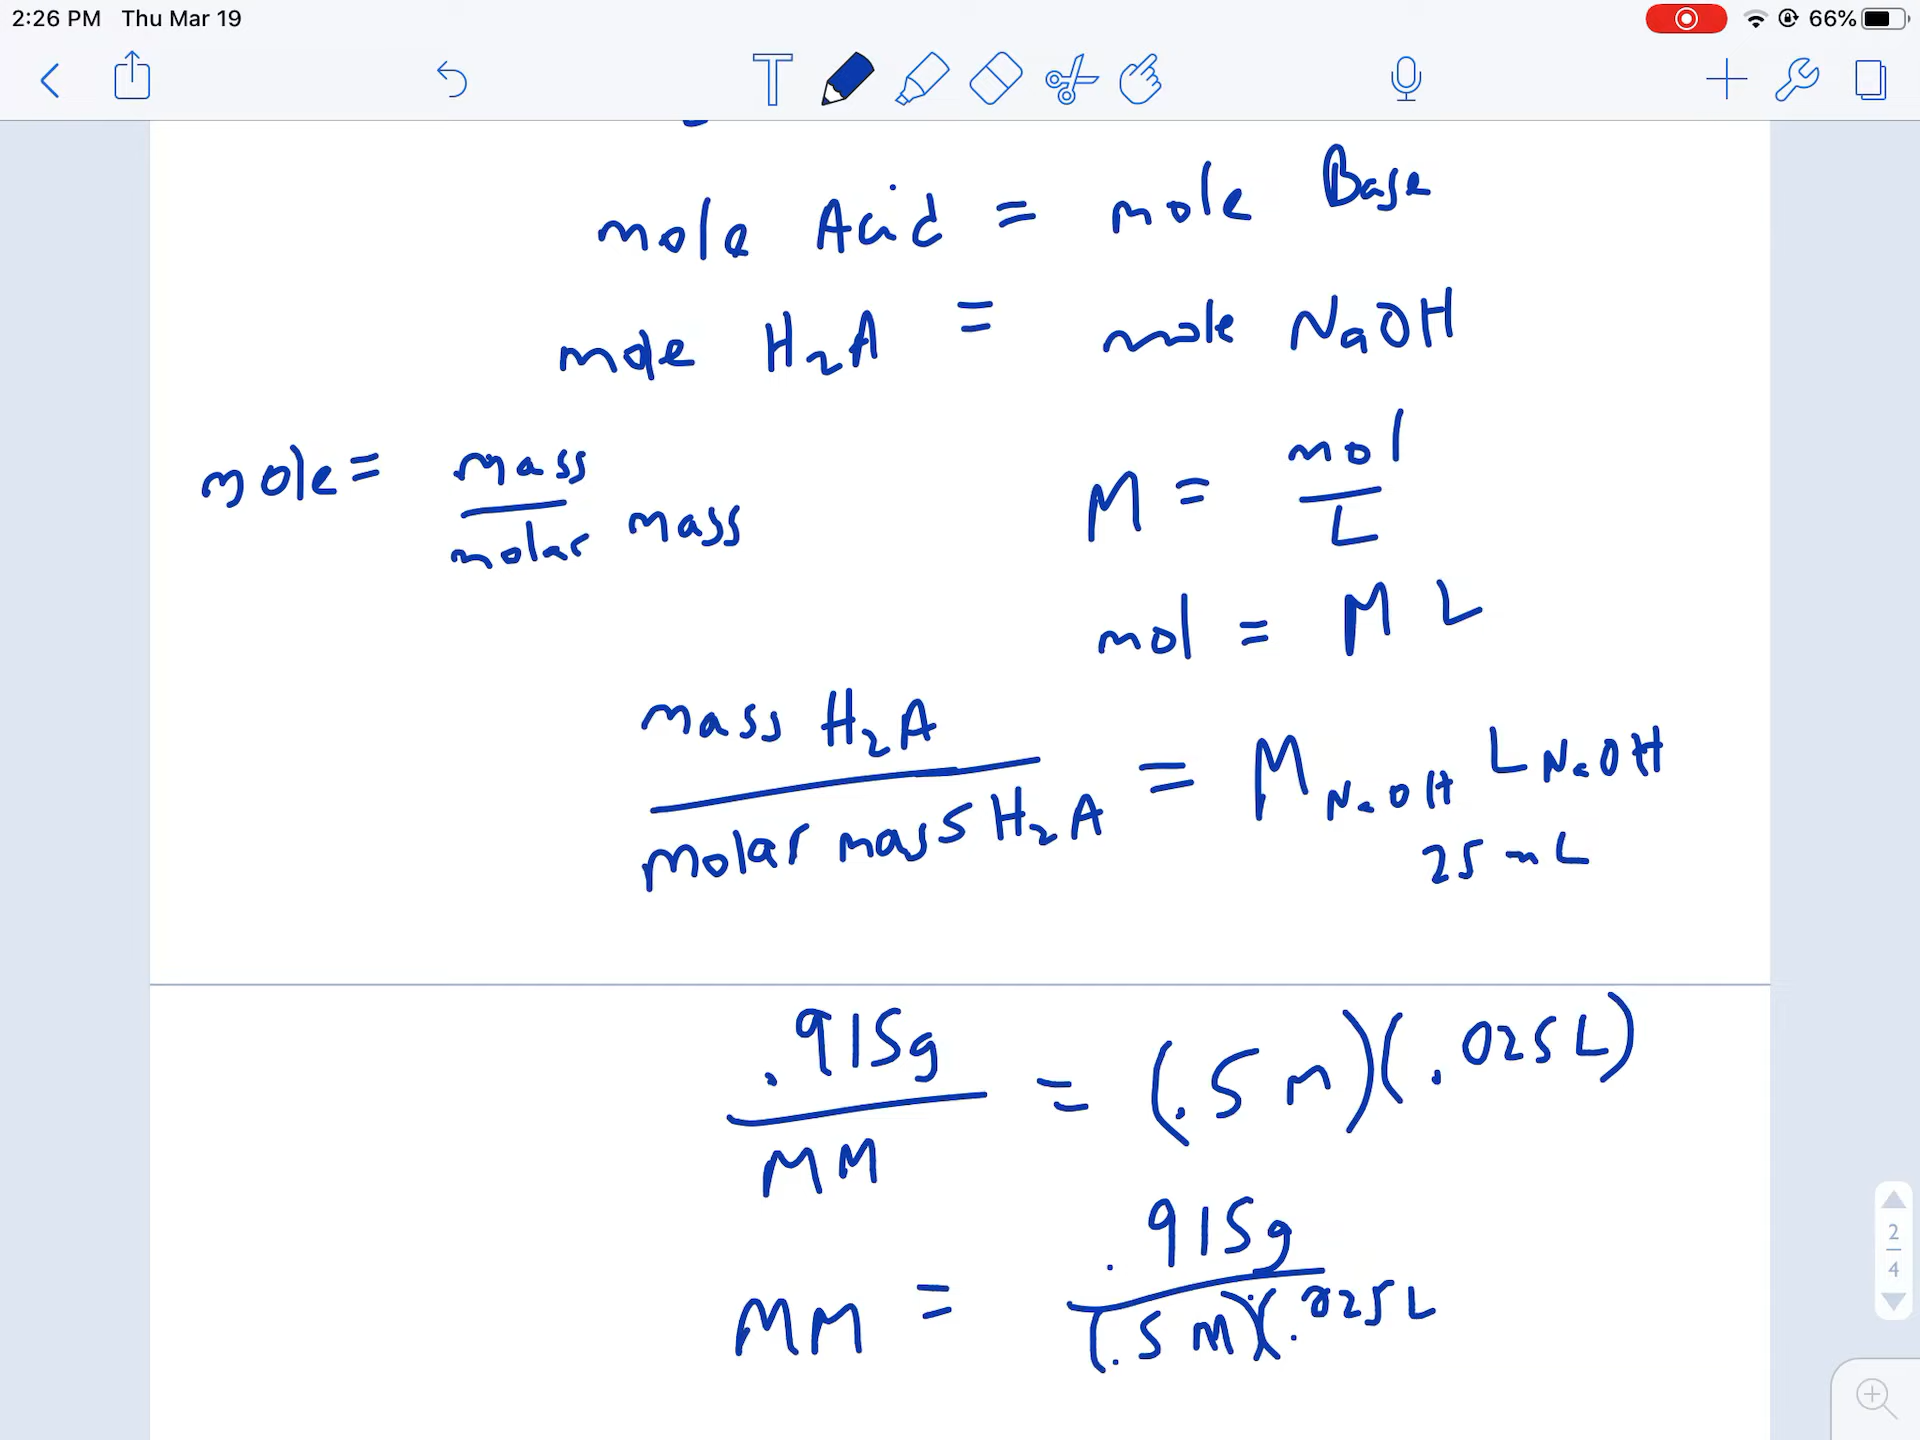 2:26 PM Thu Mar 19 66%
T
mole Acid = mole Base
mole H₂A = mole NaOH
mole = mass / molar mass
M = mol / L
mol = M L
mass H₂A / molar mass H₂A = M NaOH L NaOH
25 mL
.915g / MM = (.5 m)(.025 L)
MM = .915g / (.5 m)(.025 L
2
4